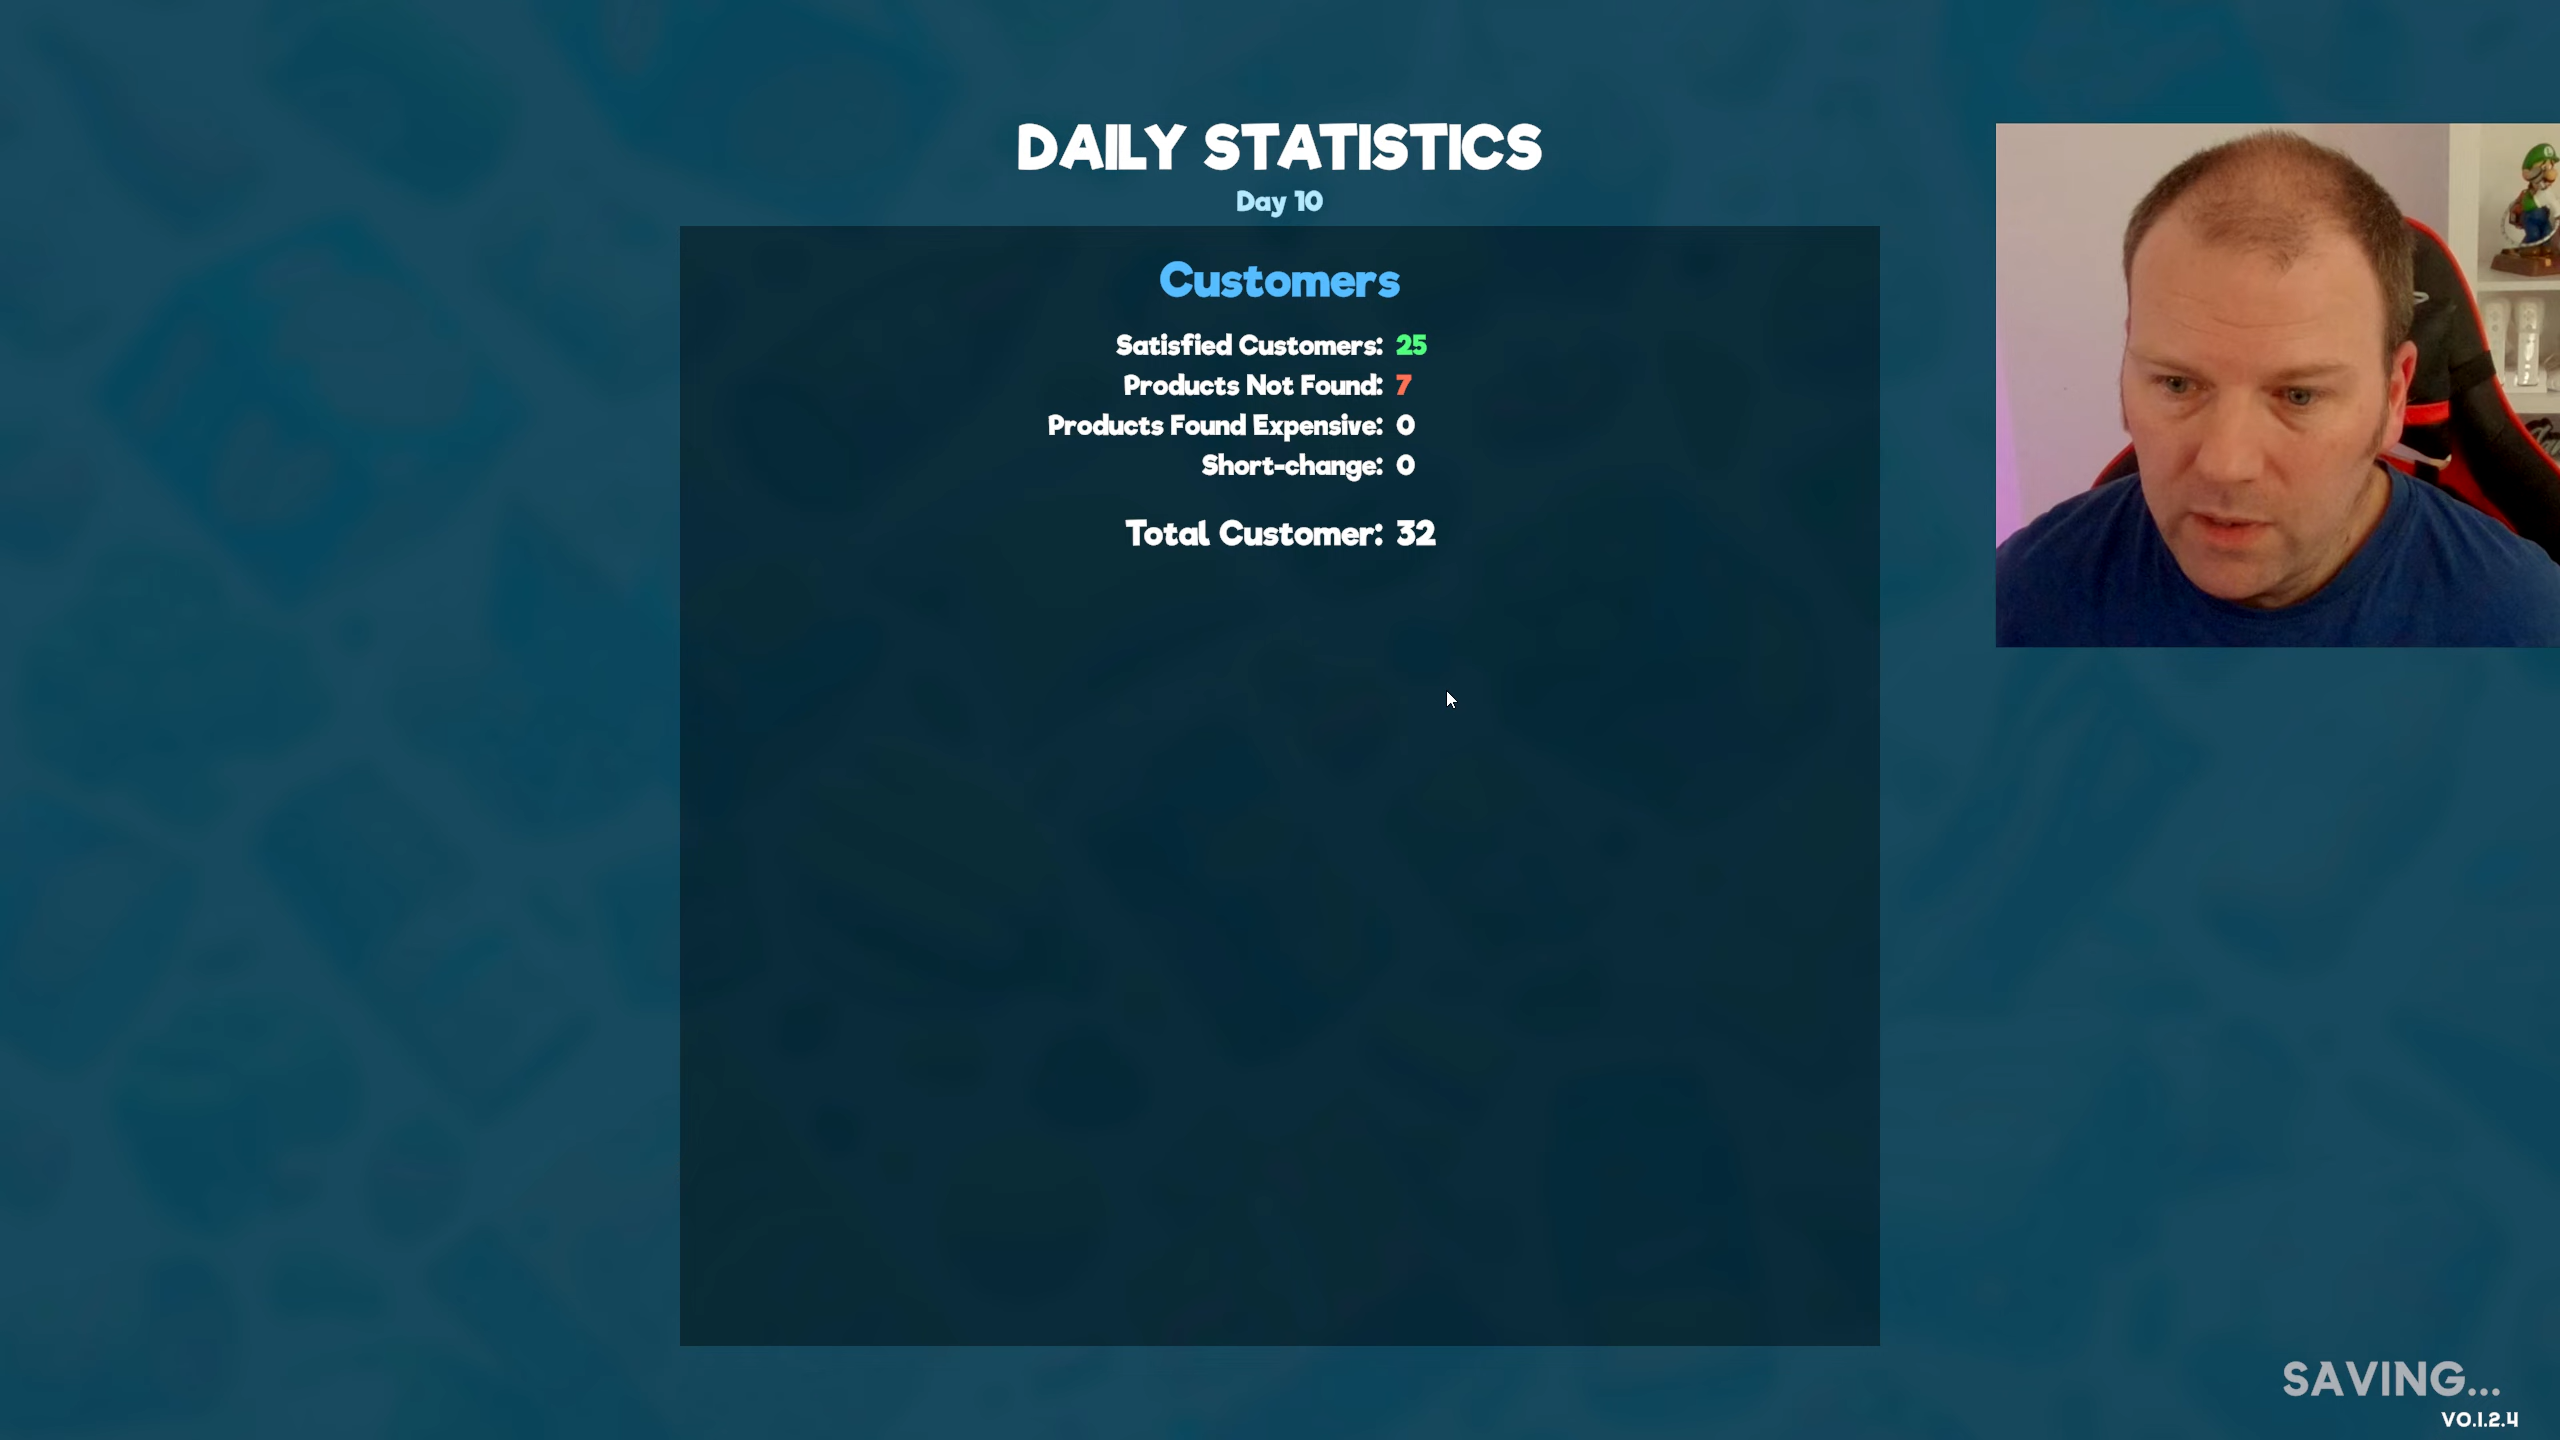 DAILY STATISTICS
Day 10
Customers
Satisfied Customers: 25
Products Not Found: 7
Products Found Expensive: 0
Short-change: 0
Total Customer: 32
SAVING...
V0.1.2.4